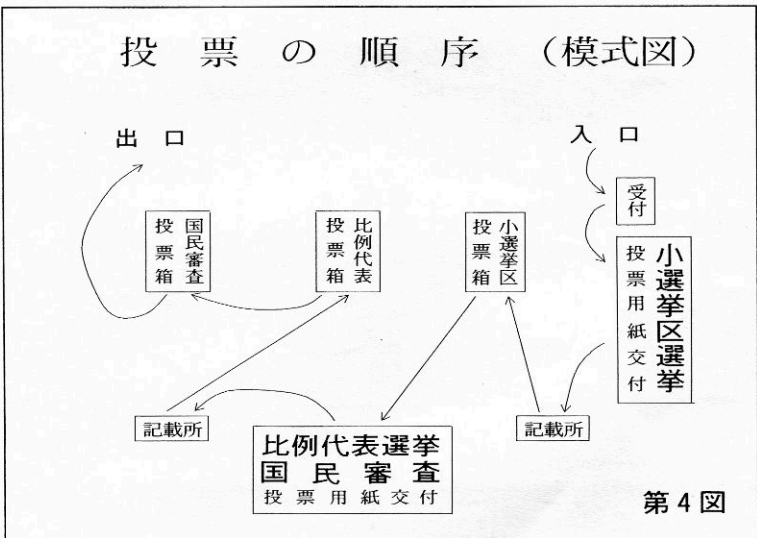 投票の順序（模式図）
出口
入口
受付
小選挙区選挙
投票用紙交付
記載所
小選挙区
投票箱
比例代表選挙
国民審査
投票用紙交付
記載所
比例代表
投票箱
国民審査
投票箱
第4図